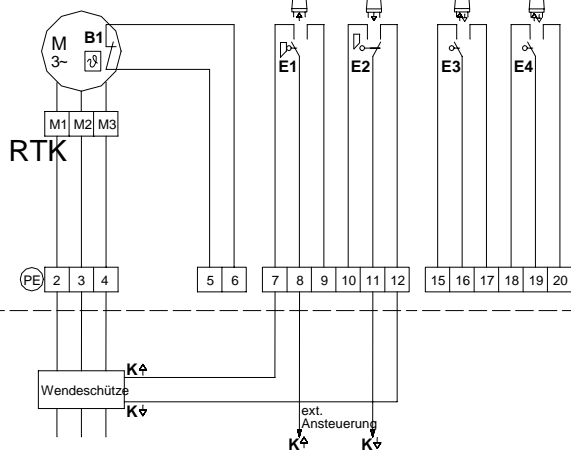 M
3~
B1
ϑ
E1
E2
E3
E4
M1 M2 M3
RTK
PE 2 3 4 5 6 7 8 9 10 11 12 15 16 17 18 19 20
K
Wendeschütze
K
ext.
Ansteuerung
K K